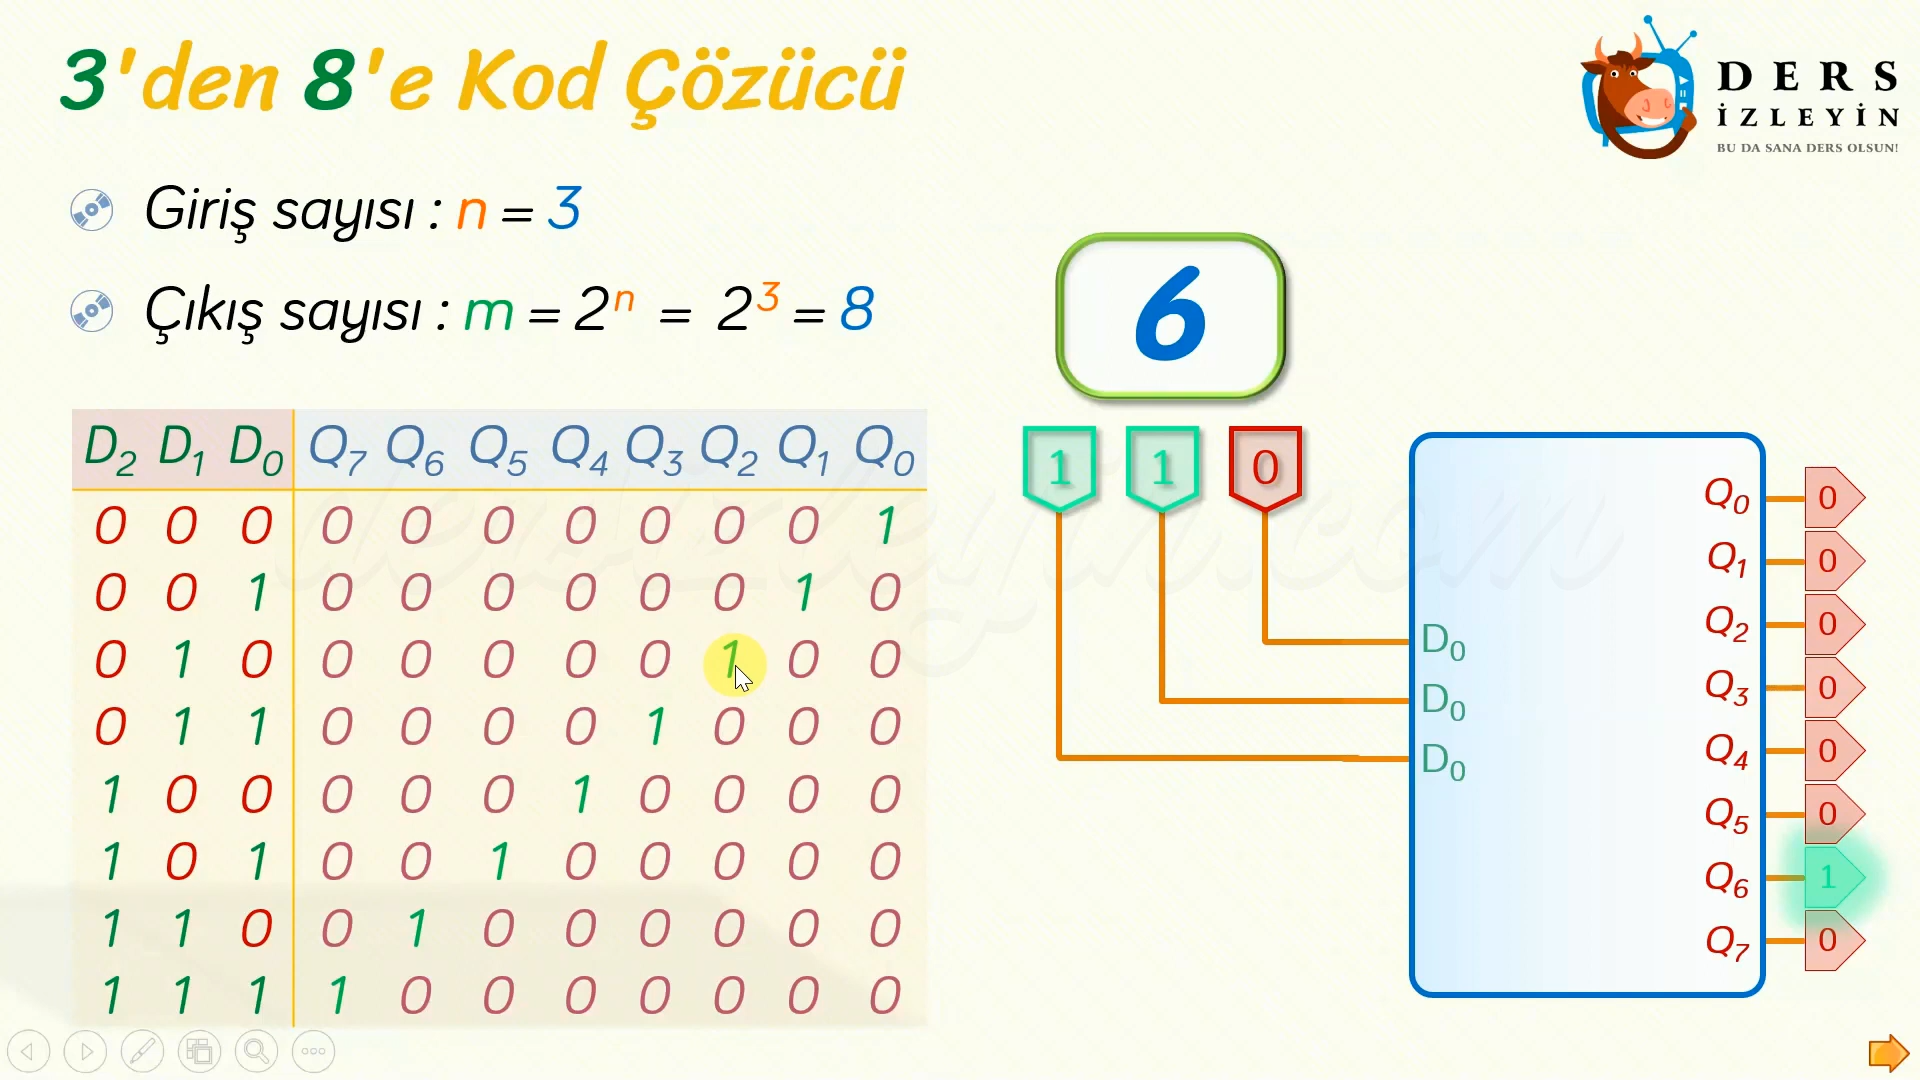 3'den 8'e Kod Çözücü
DERS
İZLEYİN
BU DA SANA DERS OLSUN!
Giriş sayısı : n = 3
Çıkış sayısı : m = 2ⁿ = 2³ = 8
6
1 1 0
D₂ D₁ D₀ Q₇ Q₆ Q₅ Q₄ Q₃ Q₂ Q₁ Q₀
0 0 0 0 0 0 0 0 0 0 1
0 0 1 0 0 0 0 0 0 1 0
0 1 0 0 0 0 0 0 1 0 0
0 1 1 0 0 0 0 1 0 0 0
1 0 0 0 0 0 1 0 0 0 0
1 0 1 0 0 1 0 0 0 0 0
1 1 0 0 1 0 0 0 0 0 0
1 1 1 1 0 0 0 0 0 0 0
D₀
D₀
D₀
Q₀ 0
Q₁ 0
Q₂ 0
Q₃ 0
Q₄ 0
Q₅ 0
Q₆ 1
Q₇ 0
dersizleyin.com